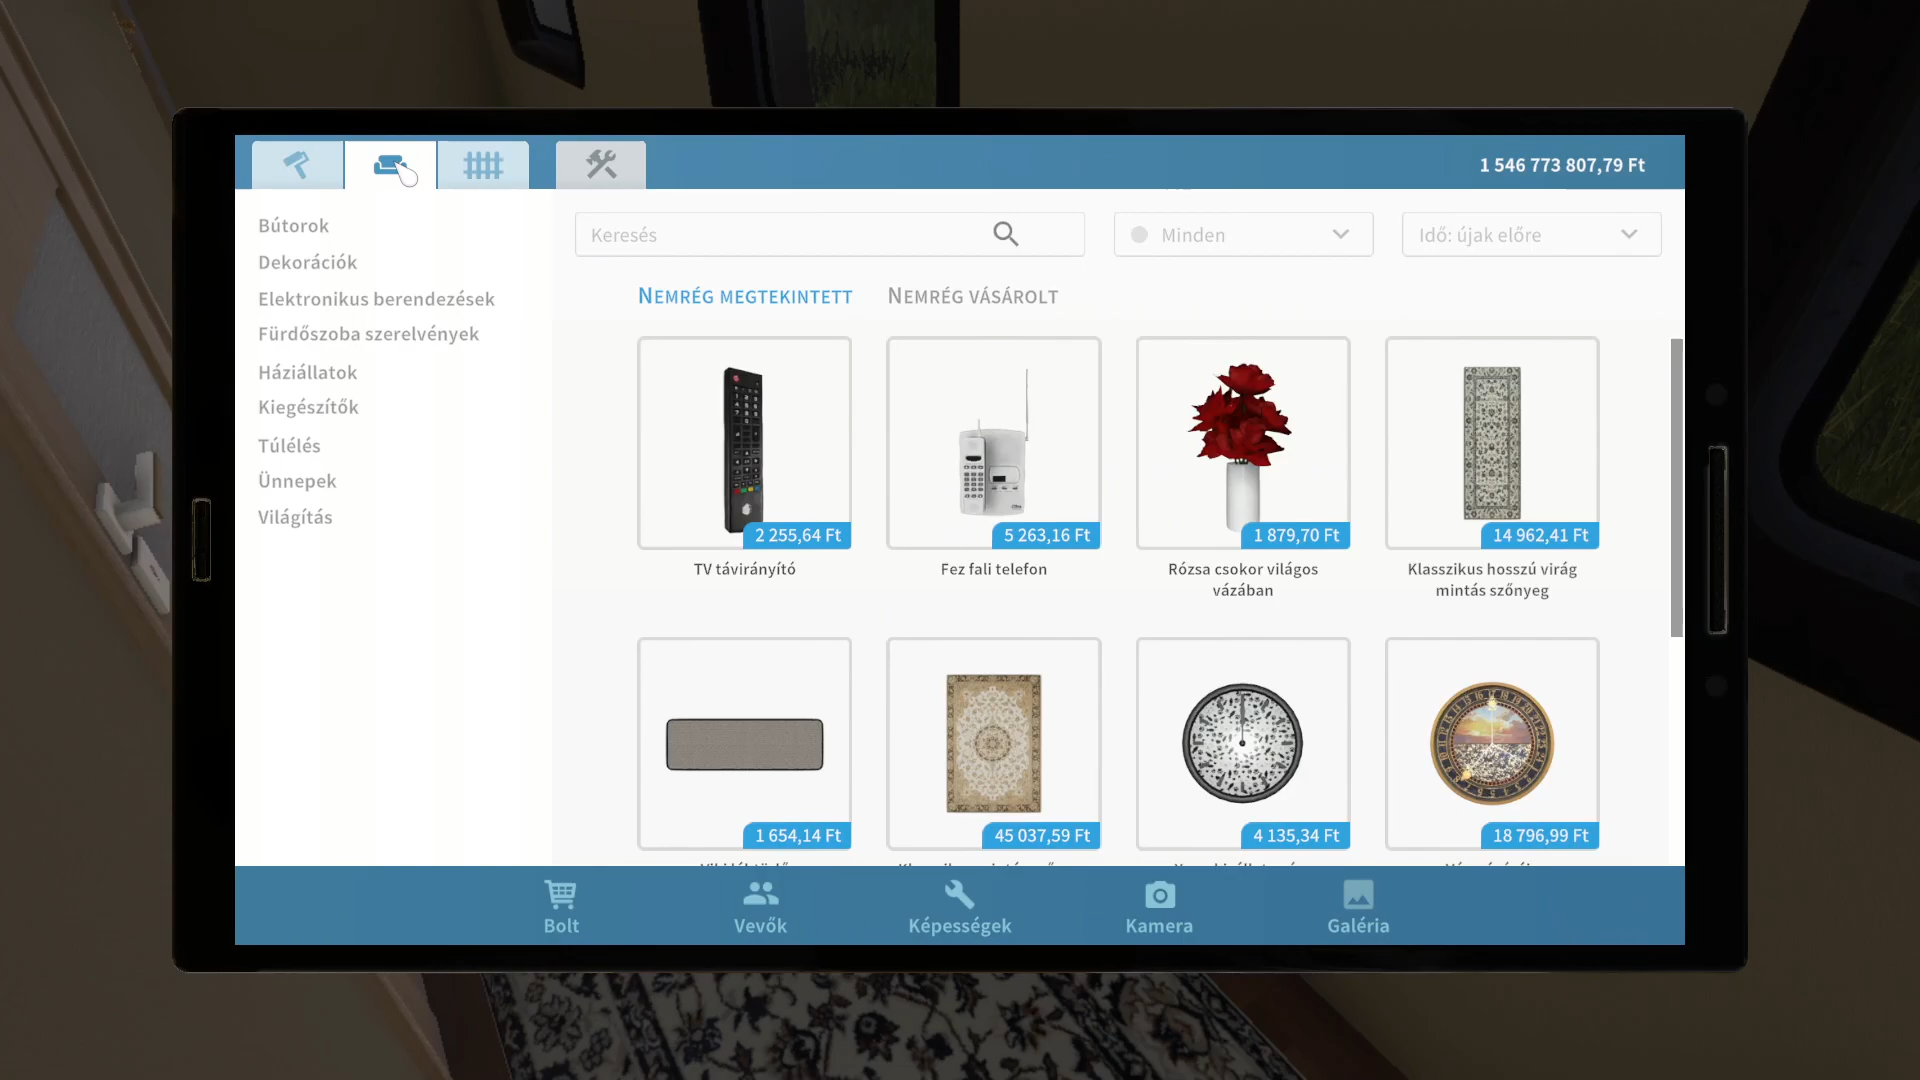 1 546 773 807,79 Ft
Bútorok
Dekorációk
Elektronikus berendezések
Fürdőszoba szerelvények
Háziállatok
Kiegészítők
Túlélés
Ünnepek
Világítás
Keresés
Minden
Idő: újak előre
NEMRÉG MEGTEKINTETT
NEMRÉG VÁSÁROLT
2 255,64 Ft
TV távirányító
5 263,16 Ft
Fez fali telefon
1 879,70 Ft
Rózsa csokor világos
vázában
14 962,41 Ft
Klasszikus hosszú virág
mintás szőnyeg
1 654,14 Ft
45 037,59 Ft
4 135,34 Ft
18 796,99 Ft
Bolt
Vevők
Képességek
Kamera
Galéria